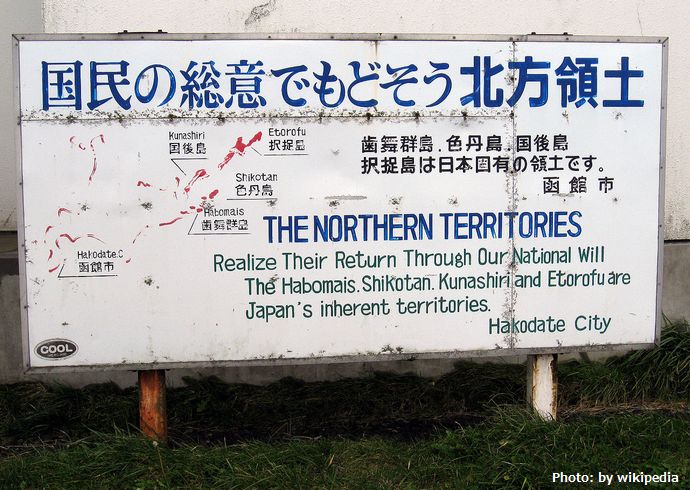 国民の総意でもどそう北方領土
Kunashiri
国後島
Etorofu
択捉島
Shikotan
色丹島
Habomais
歯舞群島
Hakodate.C
函館市
歯舞群島.色丹島.国後島
択捉島は日本固有の領土です。
函館市
THE NORTHERN TERRITORIES
Realize Their Return Through Our National Will
The Habomais.Shikotan.Kunashiri and Etorofu are
Japan's inherent territories.
Hakodate City
COOL
Photo: by wikipedia